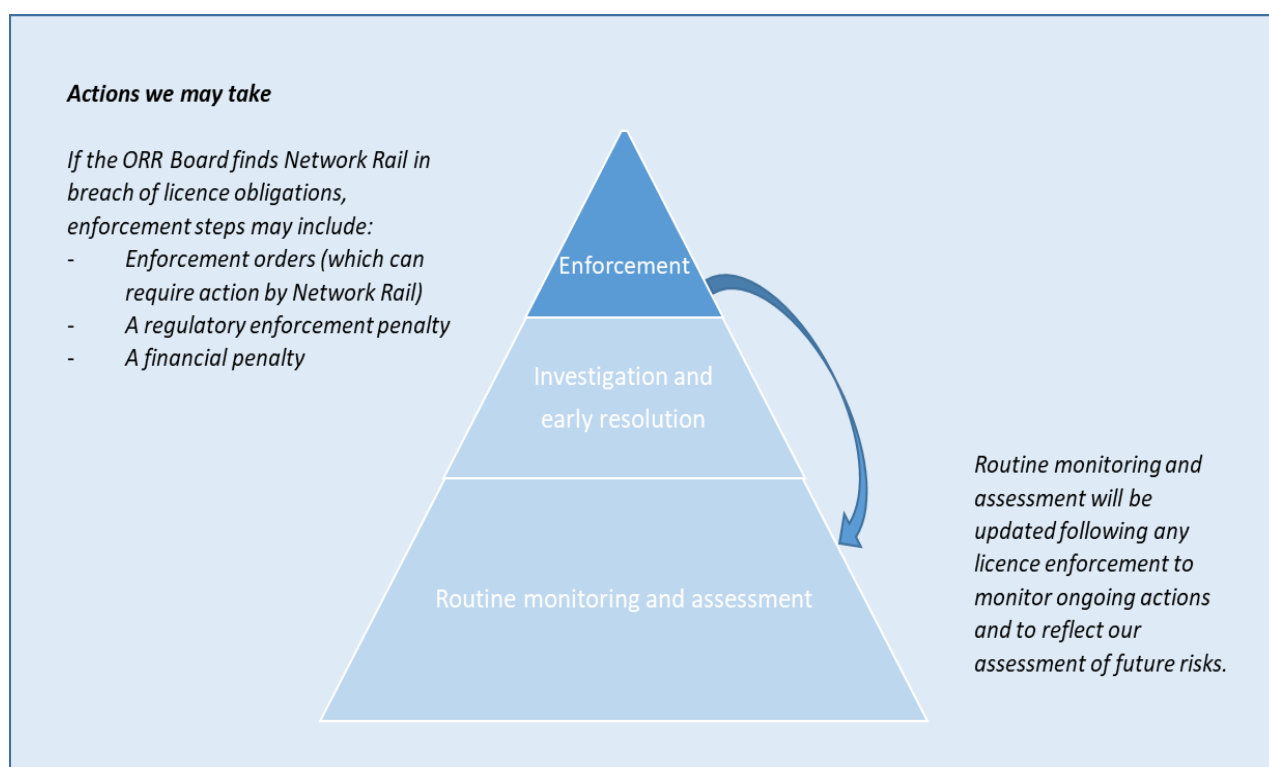 Actions we may take
If the ORR Board finds Network Rail in
breach of licence obligations,
enforcement steps may include:
- Enforcement orders (which can
require action by Network Rail)
- A regulatory enforcement penalty
- A financial penalty
Enforcement
Investigation and
early resolution
Routine monitoring and assessment
Routine monitoring and
assessment will be
updated following any
licence enforcement to
monitor ongoing actions
and to reflect our
assessment of future risks.